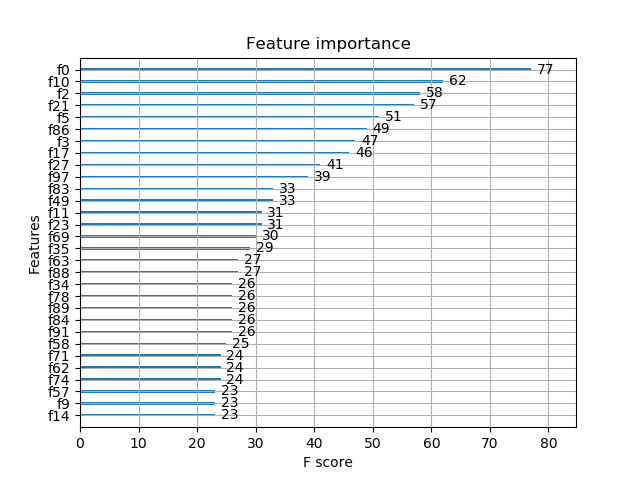 Feature importance
f0 77
f10 62
f2 58
f21 57
f5 51
f86 49
f3 47
f17 46
f27 41
f97 39
f83 33
f49 33
f11 31
f23 31
f69 30
f35 29
f63 27
f88 27
f34 26
f78 26
f89 26
f84 26
f91 26
f58 25
f71 24
f62 24
f74 24
f57 23
f9 23
f14 23
Features
0 10 20 30 40 50 60 70 80
F score